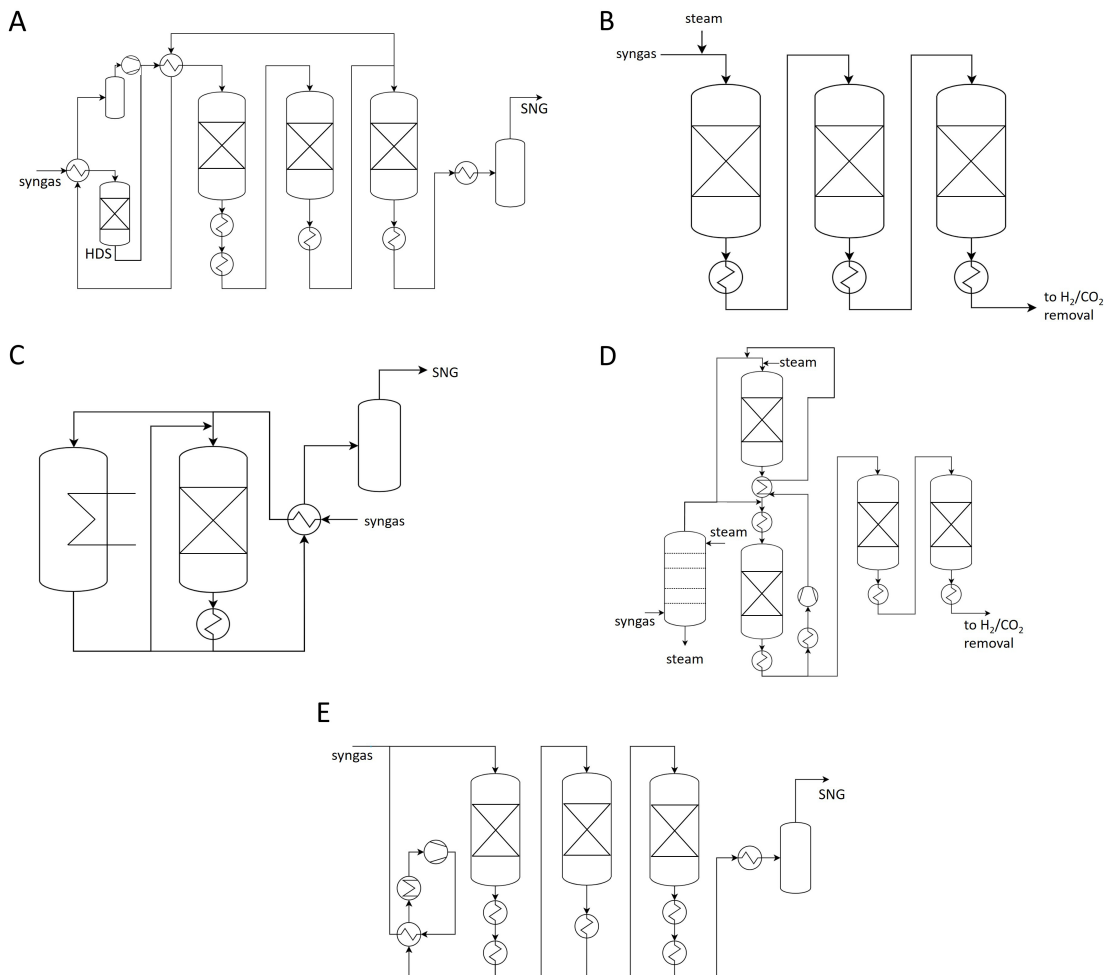 A
syngas
HDS
SNG
B
steam
syngas
to H₂/CO₂
removal
C
SNG
syngas
D
steam
steam
syngas
steam
to H₂/CO₂
removal
E
syngas
SNG